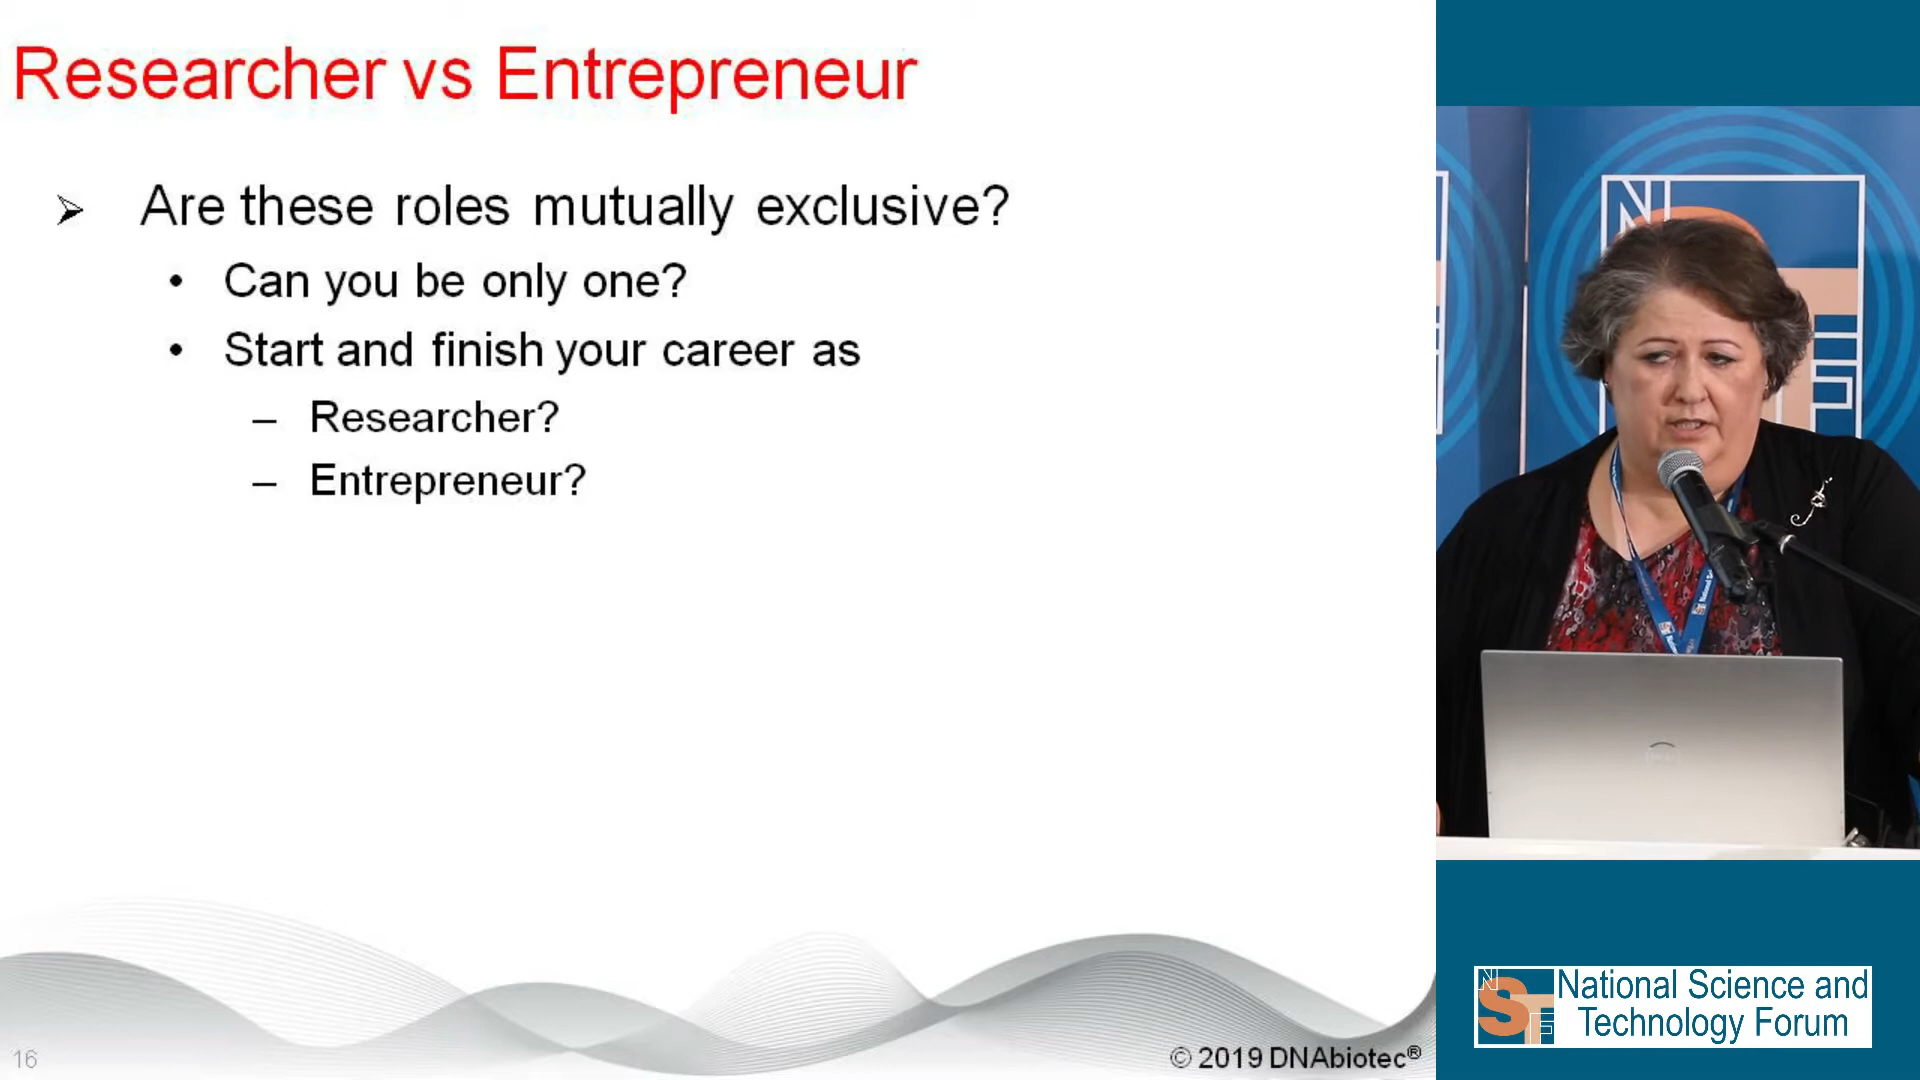 Researcher vs Entrepreneur
➢ Are these roles mutually exclusive?
• Can you be only one?
• Start and finish your career as
– Researcher?
– Entrepreneur?
16
© 2019 DNAbiotec®
National Science and
Technology Forum